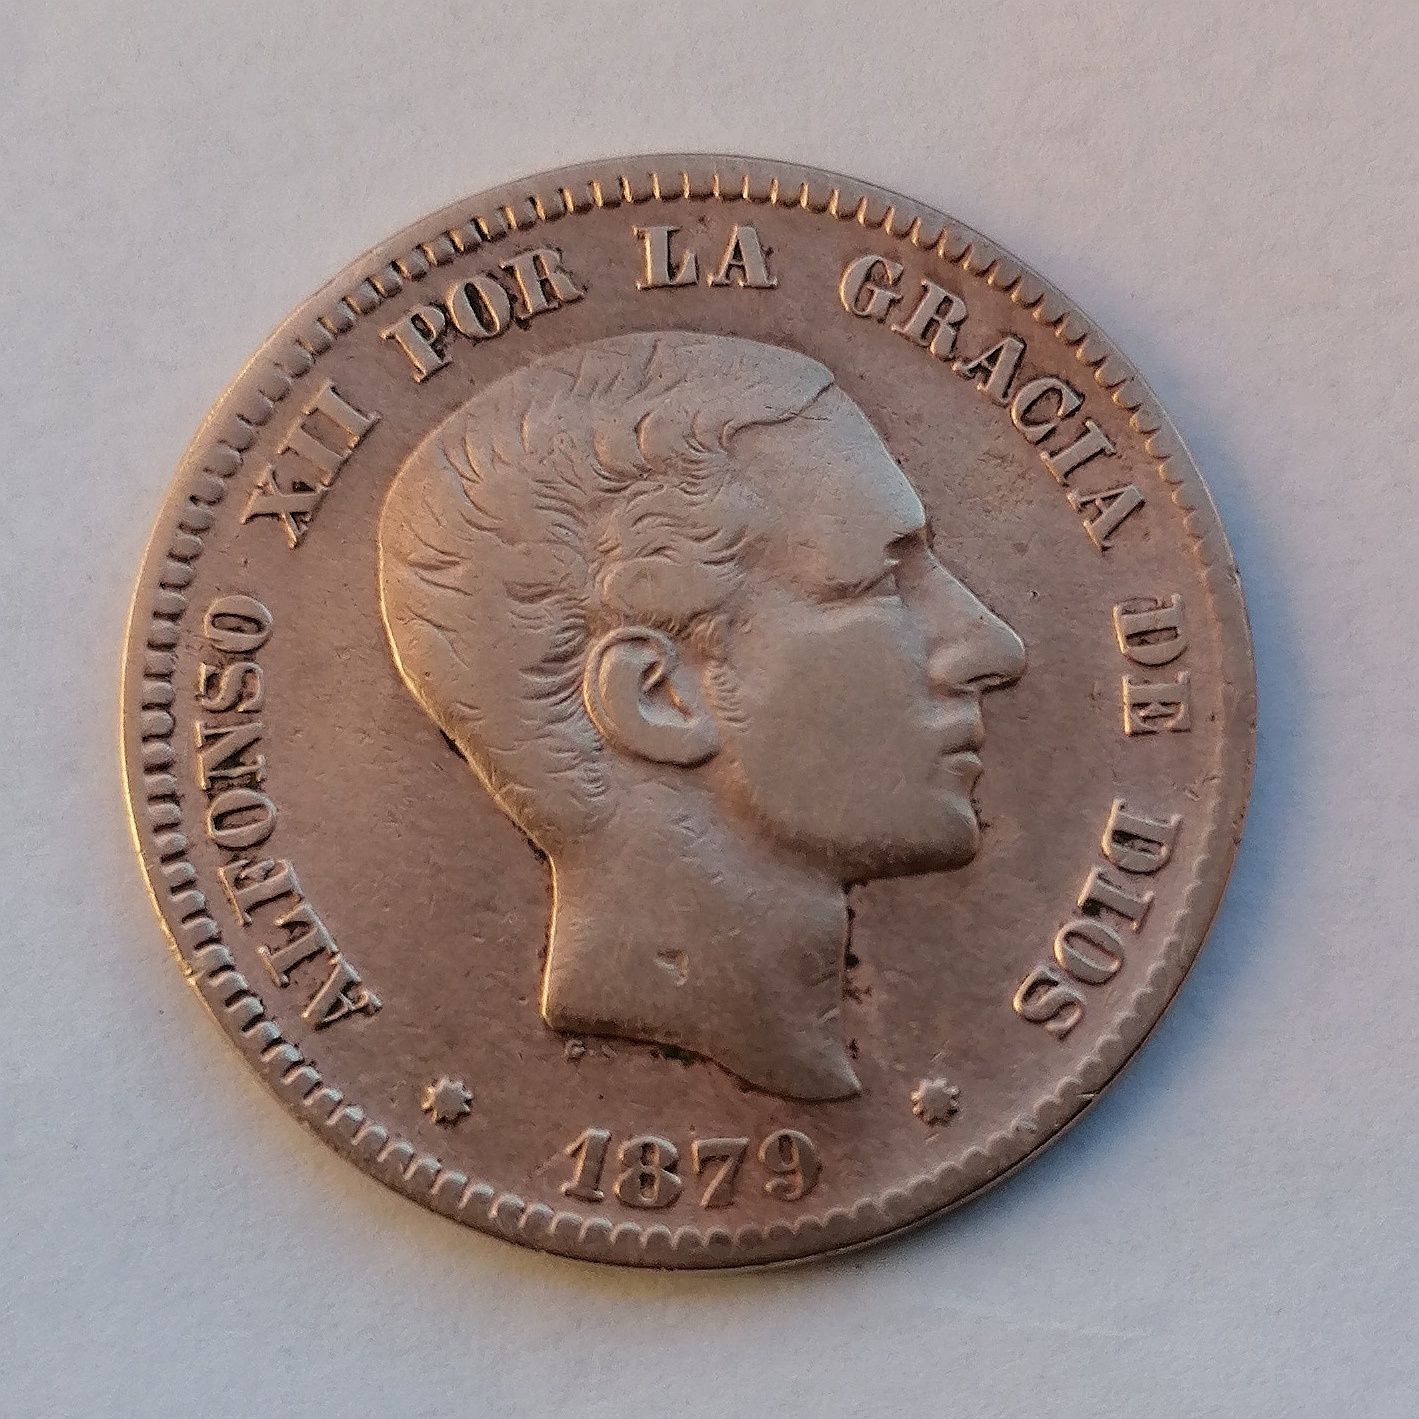 ALFONSO XII POR LA GRACIA DE DIOS
1879